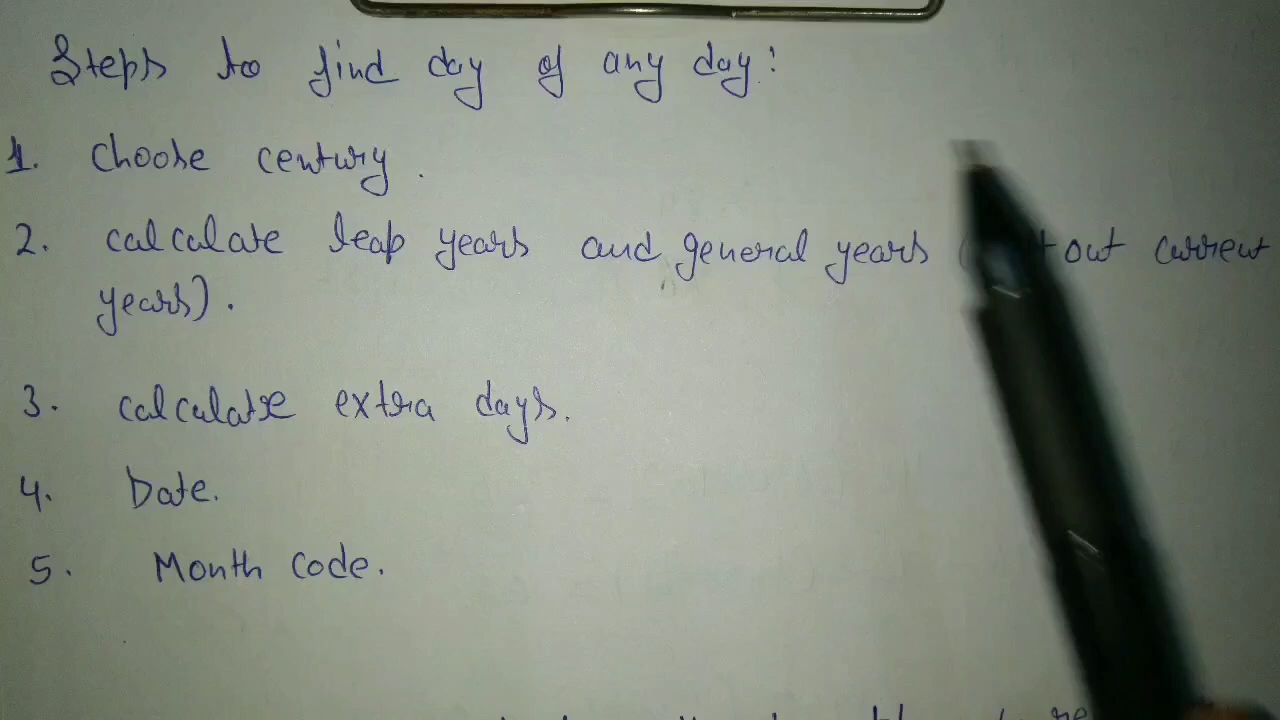 Steps to find day of any day:
1. Choose century.
2. calculate leap years and general years out current
years).
3. calculate extra days.
4. Date.
5. Month code.